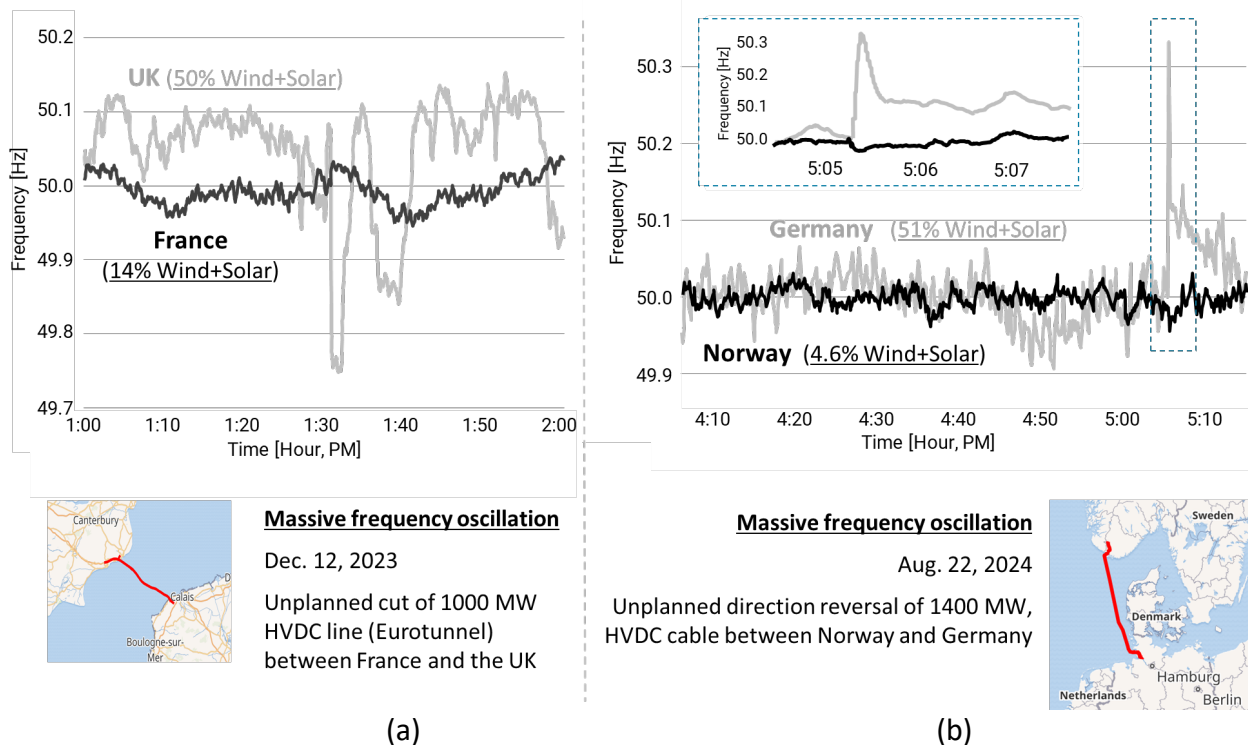 50.2
50.1
50.0
49.9
49.8
49.7
Frequency [Hz]
UK (50% Wind+Solar)
France
(14% Wind+Solar)
1:00 1:10 1:20 1:30 1:40 1:50 2:00
Time [Hour, PM]
50.3
50.2
50.1
50.0
49.9
Frequency [Hz]
50.3
50.2
50.1
50.0
Frequency [Hz]
5:05 5:06 5:07
Germany (51% Wind+Solar)
Norway (4.6% Wind+Solar)
4:10 4:20 4:30 4:40 4:50 5:00 5:10
Time [Hour, PM]
Canterbury
Calais
D
Boulogne-sur-
Mer
Massive frequency oscillation
Dec. 12, 2023
Unplanned cut of 1000 MW
HVDC line (Eurotunnel)
between France and the UK
Massive frequency oscillation
Aug. 22, 2024
Unplanned direction reversal of 1400 MW,
HVDC cable between Norway and Germany
Sweden
Denmark
Hamburg
Netherlands
Berlin
(a)
(b)